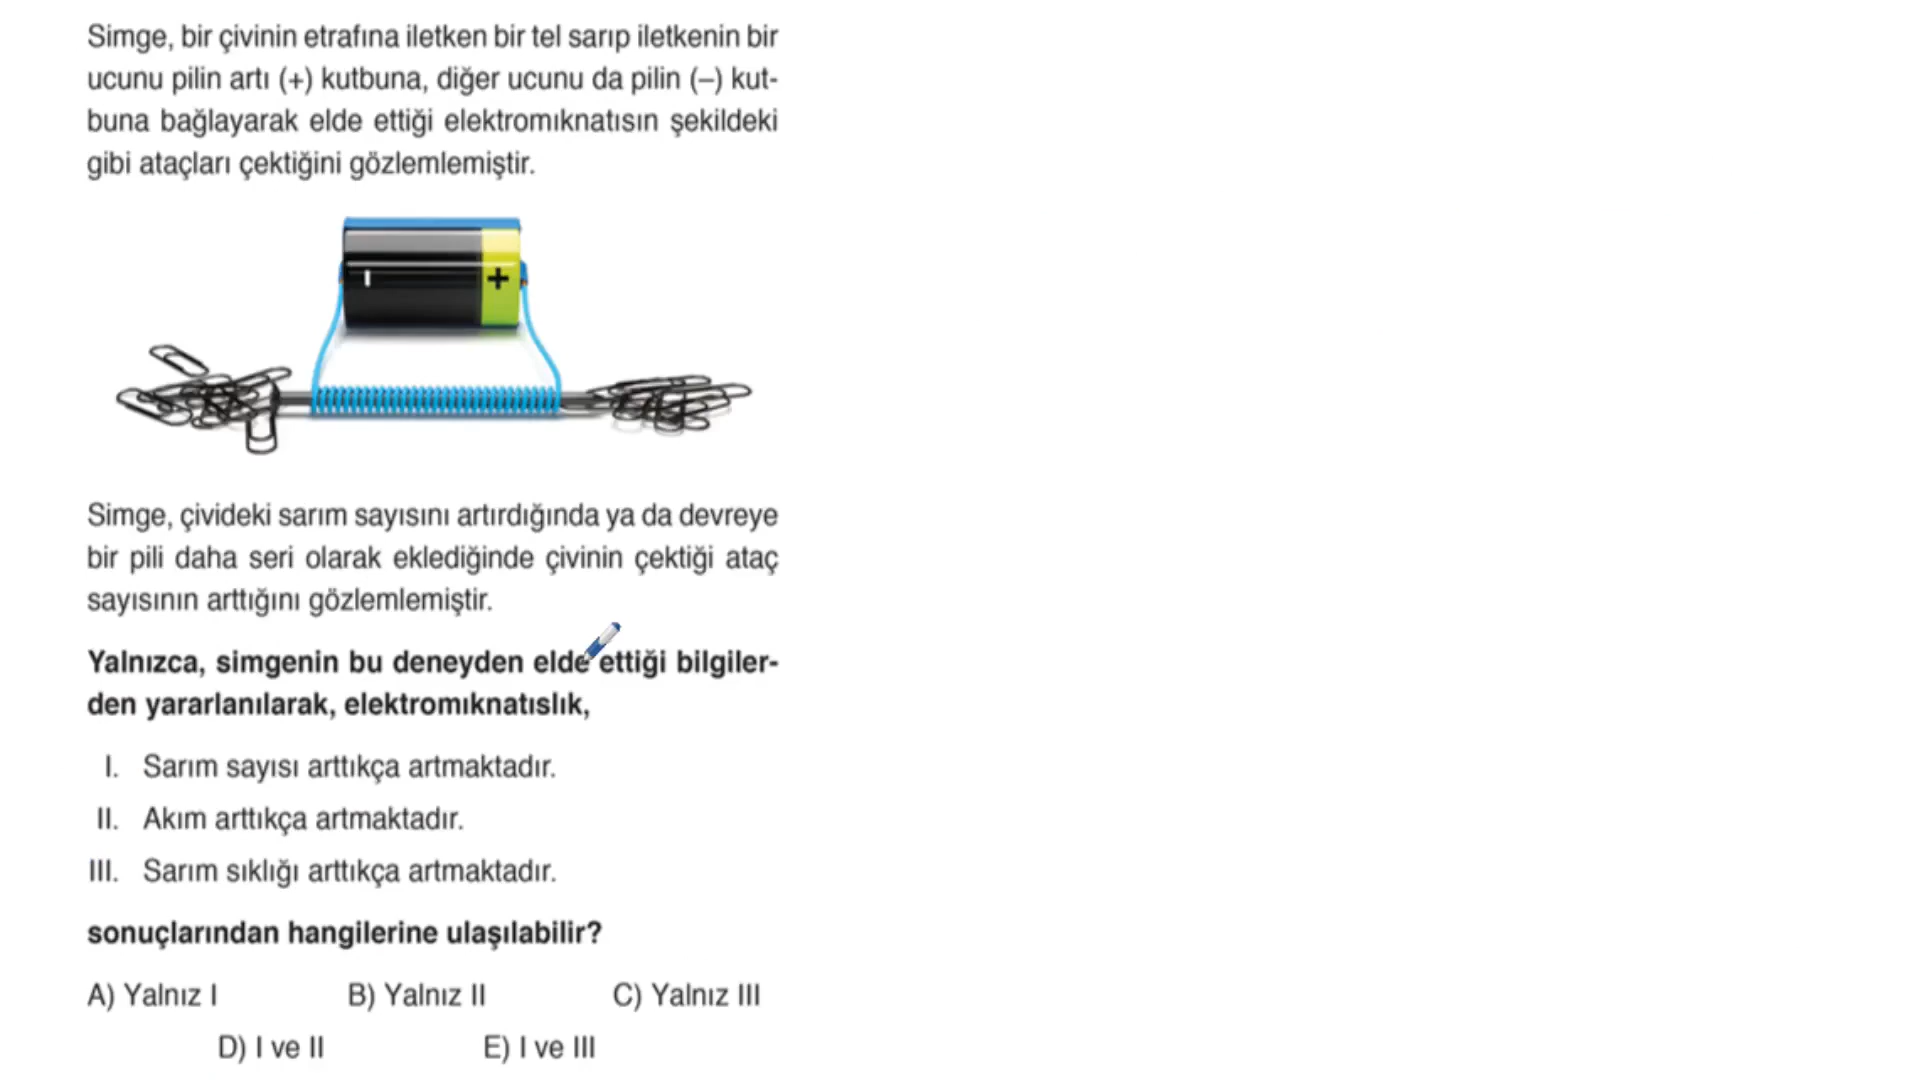 Simge, bir çivinin etrafına iletken bir tel sarıp iletkenin bir
ucunu pilin artı (+) kutbuna, diğer ucunu da pilin (–) kut-
buna bağlayarak elde ettiği elektromıknatısın şekildeki
gibi ataçları çektiğini gözlemlemiştir.
– +
Simge, çivideki sarım sayısını artırdığında ya da devreye
bir pili daha seri olarak eklediğinde çivinin çektiği ataç
sayısının arttığını gözlemlemiştir.
Yalnızca, simgenin bu deneyden elde ettiği bilgiler-
den yararlanılarak, elektromıknatıslık,
I. Sarım sayısı arttıkça artmaktadır.
II. Akım arttıkça artmaktadır.
III. Sarım sıklığı arttıkça artmaktadır.
sonuçlarından hangilerine ulaşılabilir?
A) Yalnız I B) Yalnız II C) Yalnız III
D) I ve II E) I ve III